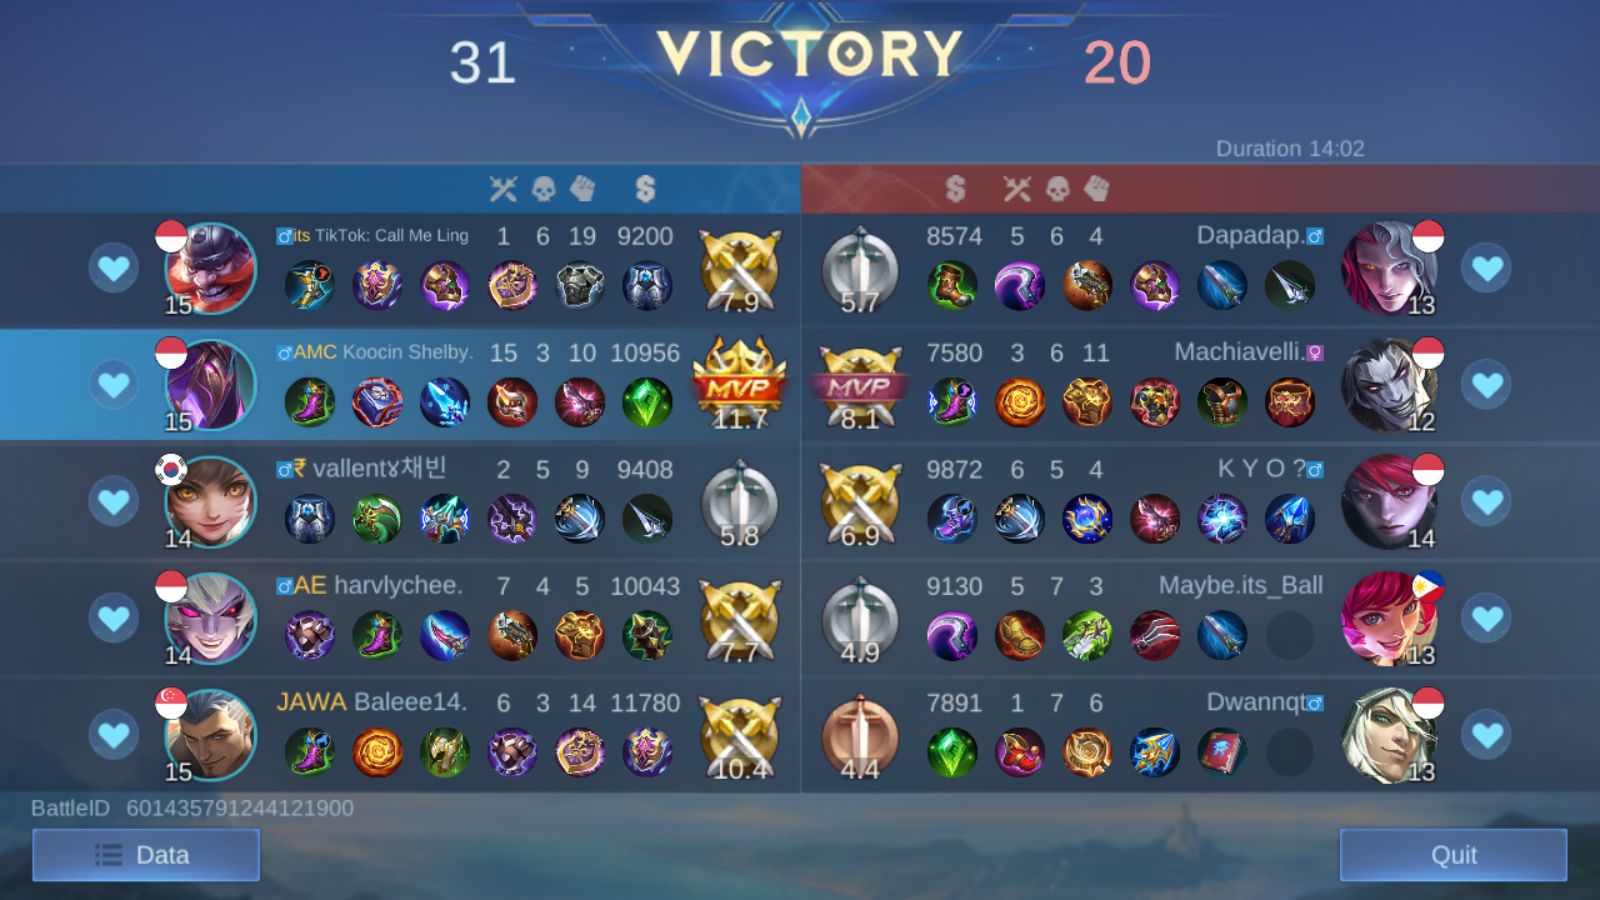 31 VICTORY 20
Duration 14:02
its TikTok: Call Me Ling 1 6 19 9200
15 7.9
8574 5 6 4 Dapadap.
5.7 13
AMC Koocin Shelby. 15 3 10 10956
15 MVP 11.7
7580 3 6 11 Machiavelli.
MVP 8.1 12
₹ vallent४채빈 2 5 9 9408
14 5.8
9872 6 5 4 K Y O ?
6.9 14
AE harvlychee. 7 4 5 10043
14 7.7
9130 5 7 3 Maybe.its_Ball
4.9 13
JAWA Baleee14. 6 3 14 11780
15 10.4
7891 1 7 6 Dwannqt
4.4 13
BattleID 601435791244121900
Data Quit